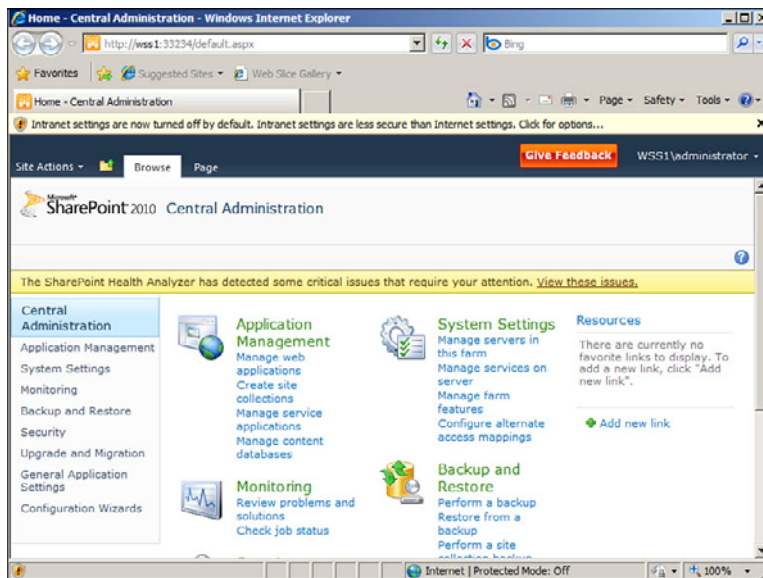 Home - Central Administration - Windows Internet Explorer
http://wss1:33234/default.aspx
Bing
Favorites
Suggested Sites
Web Slice Gallery
Home - Central Administration
Page
Safety
Tools
Intranet settings are now turned off by default. Intranet settings are less secure than Internet settings. Click for options...
Site Actions
Browse
Page
Give Feedback
WSS1\administrator
Microsoft
SharePoint 2010
Central Administration
The SharePoint Health Analyzer has detected some critical issues that require your attention. View these issues.
Central
Administration
Application Management
System Settings
Monitoring
Backup and Restore
Security
Upgrade and Migration
General Application
Settings
Configuration Wizards
Application
Management
Manage web
applications
Create site
collections
Manage service
applications
Manage content
databases
Monitoring
Review problems and
solutions
Check job status
System Settings
Manage servers in
this farm
Manage services on
server
Manage farm
features
Configure alternate
access mappings
Backup and
Restore
Perform a backup
Restore from a
backup
Perform a site
collection backup
Resources
There are currently no
favorite links to display. To
add a new link, click "Add
new link".
Add new link
Internet | Protected Mode: Off
100%